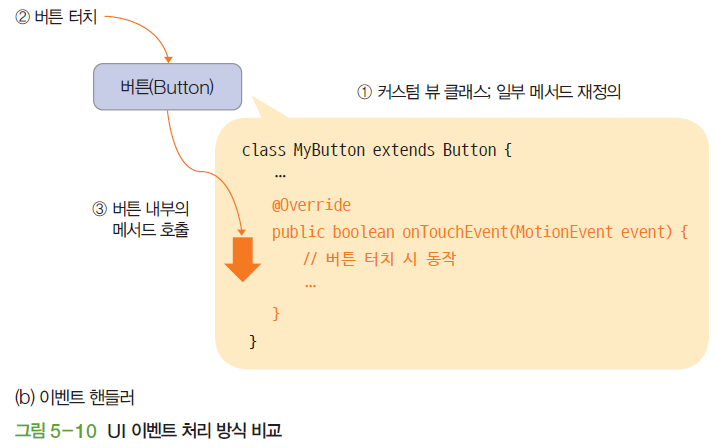 ② 버튼 터치
버튼(Button)
① 커스텀 뷰 클래스; 일부 메서드 재정의
class MyButton extends Button {
…
@Override
public boolean onTouchEvent(MotionEvent event) {
// 버튼 터치 시 동작
…
}
}
③ 버튼 내부의
메서드 호출
(b) 이벤트 핸들러
그림 5-10 UI 이벤트 처리 방식 비교